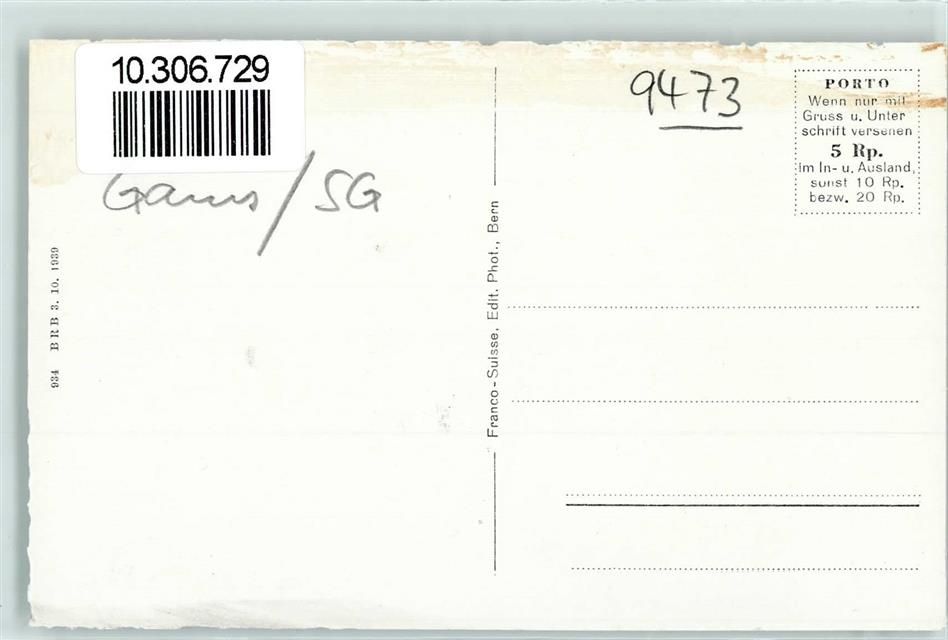 10.306.729
Gams / SG
9473
PORTO
Wenn nur mit
Gruss u. Unter
schrift versehen
5 Rp.
im In- u. Ausland,
sonst 10 Rp.
bezw. 20 Rp.
934 BRB 3. 10. 1939
Franco-Suisse, Edit. Phot., Bern